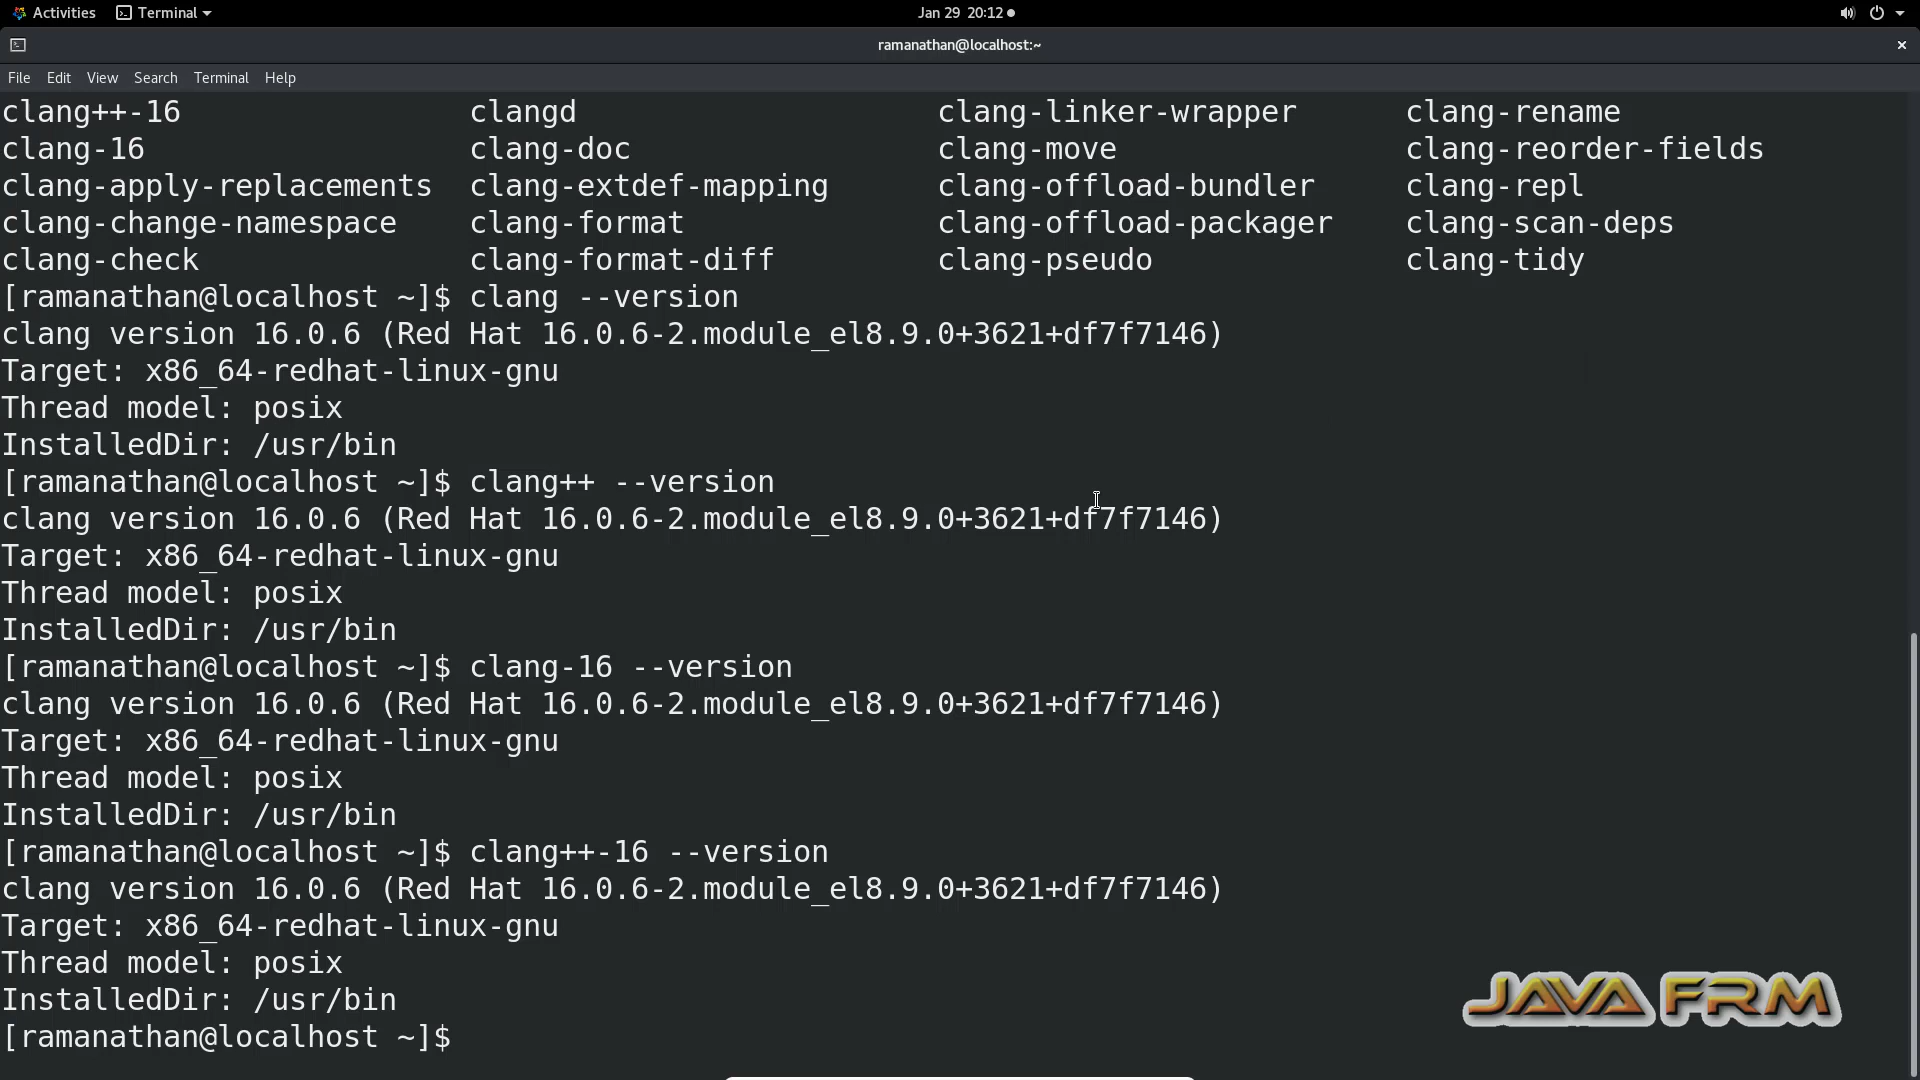 Activities Terminal Jan 29 20:12
ramanathan@localhost:~
File Edit View Search Terminal Help
clang++-16 clangd clang-linker-wrapper clang-rename
clang-16 clang-doc clang-move clang-reorder-fields
clang-apply-replacements clang-extdef-mapping clang-offload-bundler clang-repl
clang-change-namespace clang-format clang-offload-packager clang-scan-deps
clang-check clang-format-diff clang-pseudo clang-tidy
[ramanathan@localhost ~]$ clang --version
clang version 16.0.6 (Red Hat 16.0.6-2.module_el8.9.0+3621+df7f7146)
Target: x86_64-redhat-linux-gnu
Thread model: posix
InstalledDir: /usr/bin
[ramanathan@localhost ~]$ clang++ --version
clang version 16.0.6 (Red Hat 16.0.6-2.module_el8.9.0+3621+df7f7146)
Target: x86_64-redhat-linux-gnu
Thread model: posix
InstalledDir: /usr/bin
[ramanathan@localhost ~]$ clang-16 --version
clang version 16.0.6 (Red Hat 16.0.6-2.module_el8.9.0+3621+df7f7146)
Target: x86_64-redhat-linux-gnu
Thread model: posix
InstalledDir: /usr/bin
[ramanathan@localhost ~]$ clang++-16 --version
clang version 16.0.6 (Red Hat 16.0.6-2.module_el8.9.0+3621+df7f7146)
Target: x86_64-redhat-linux-gnu
Thread model: posix
InstalledDir: /usr/bin
[ramanathan@localhost ~]$
JAVA FRM